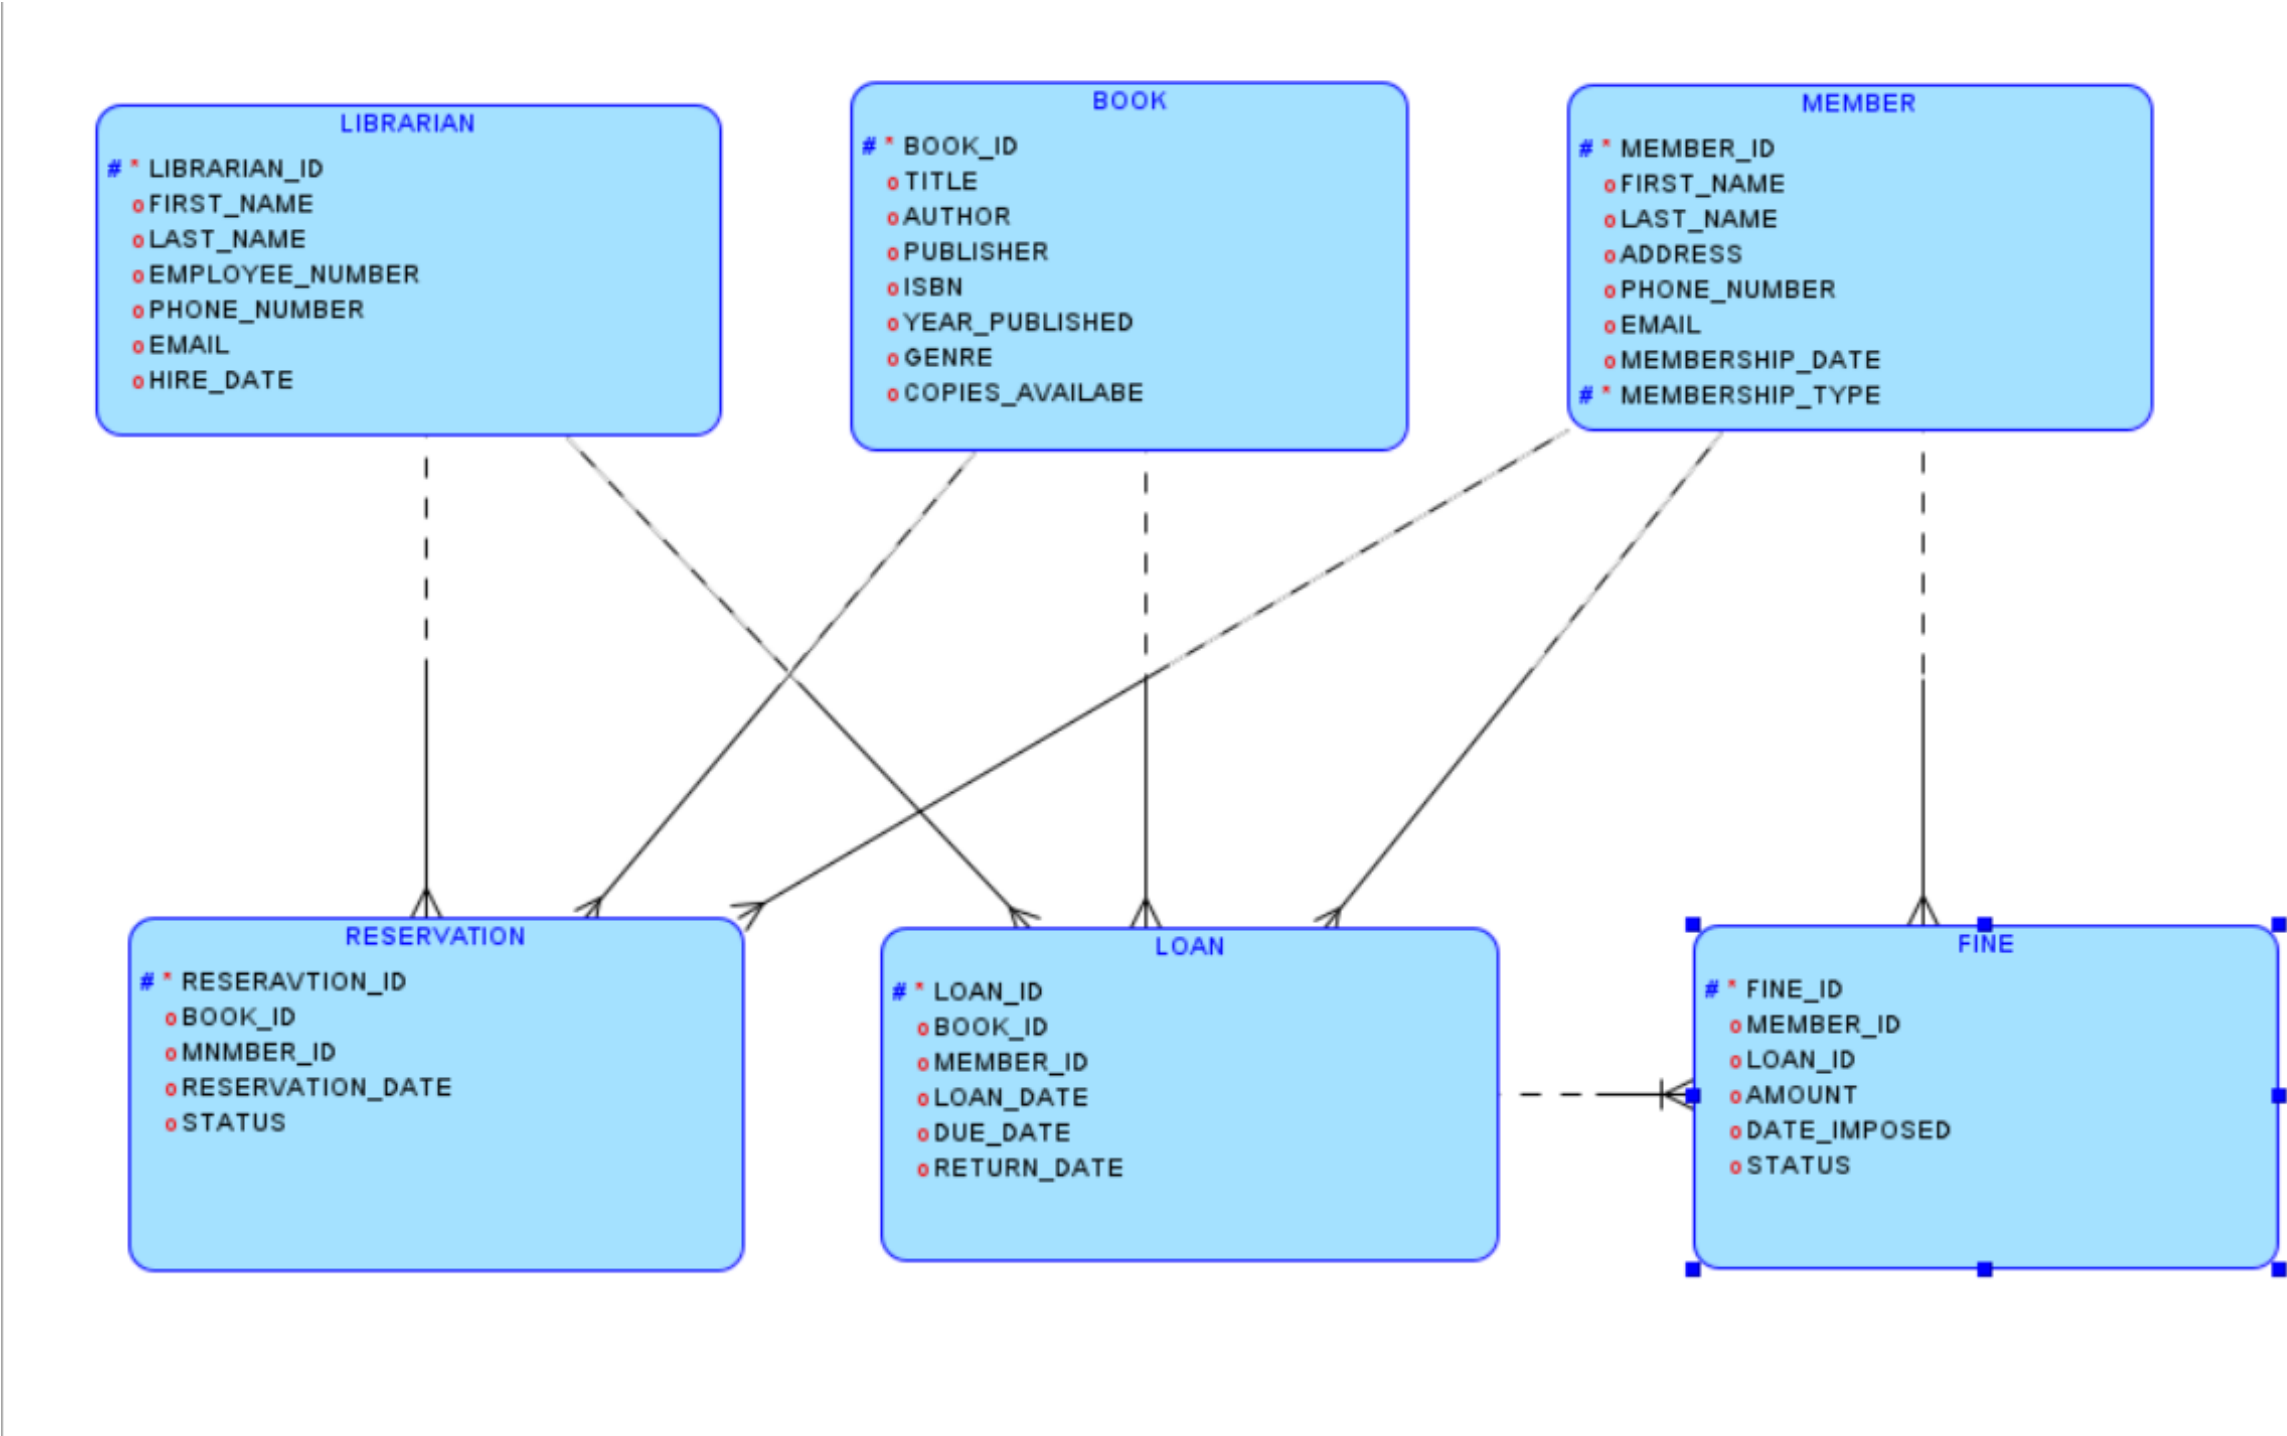 LIBRARIAN
# * LIBRARIAN_ID
o FIRST_NAME
o LAST_NAME
o EMPLOYEE_NUMBER
o PHONE_NUMBER
o EMAIL
o HIRE_DATE
BOOK
# * BOOK_ID
o TITLE
o AUTHOR
o PUBLISHER
o ISBN
o YEAR_PUBLISHED
o GENRE
o COPIES_AVAILABE
MEMBER
# * MEMBER_ID
o FIRST_NAME
o LAST_NAME
o ADDRESS
o PHONE_NUMBER
o EMAIL
o MEMBERSHIP_DATE
# * MEMBERSHIP_TYPE
RESERVATION
# * RESERAVTION_ID
o BOOK_ID
o MNMBER_ID
o RESERVATION_DATE
o STATUS
LOAN
# * LOAN_ID
o BOOK_ID
o MEMBER_ID
o LOAN_DATE
o DUE_DATE
o RETURN_DATE
FINE
# * FINE_ID
o MEMBER_ID
o LOAN_ID
o AMOUNT
o DATE_IMPOSED
o STATUS